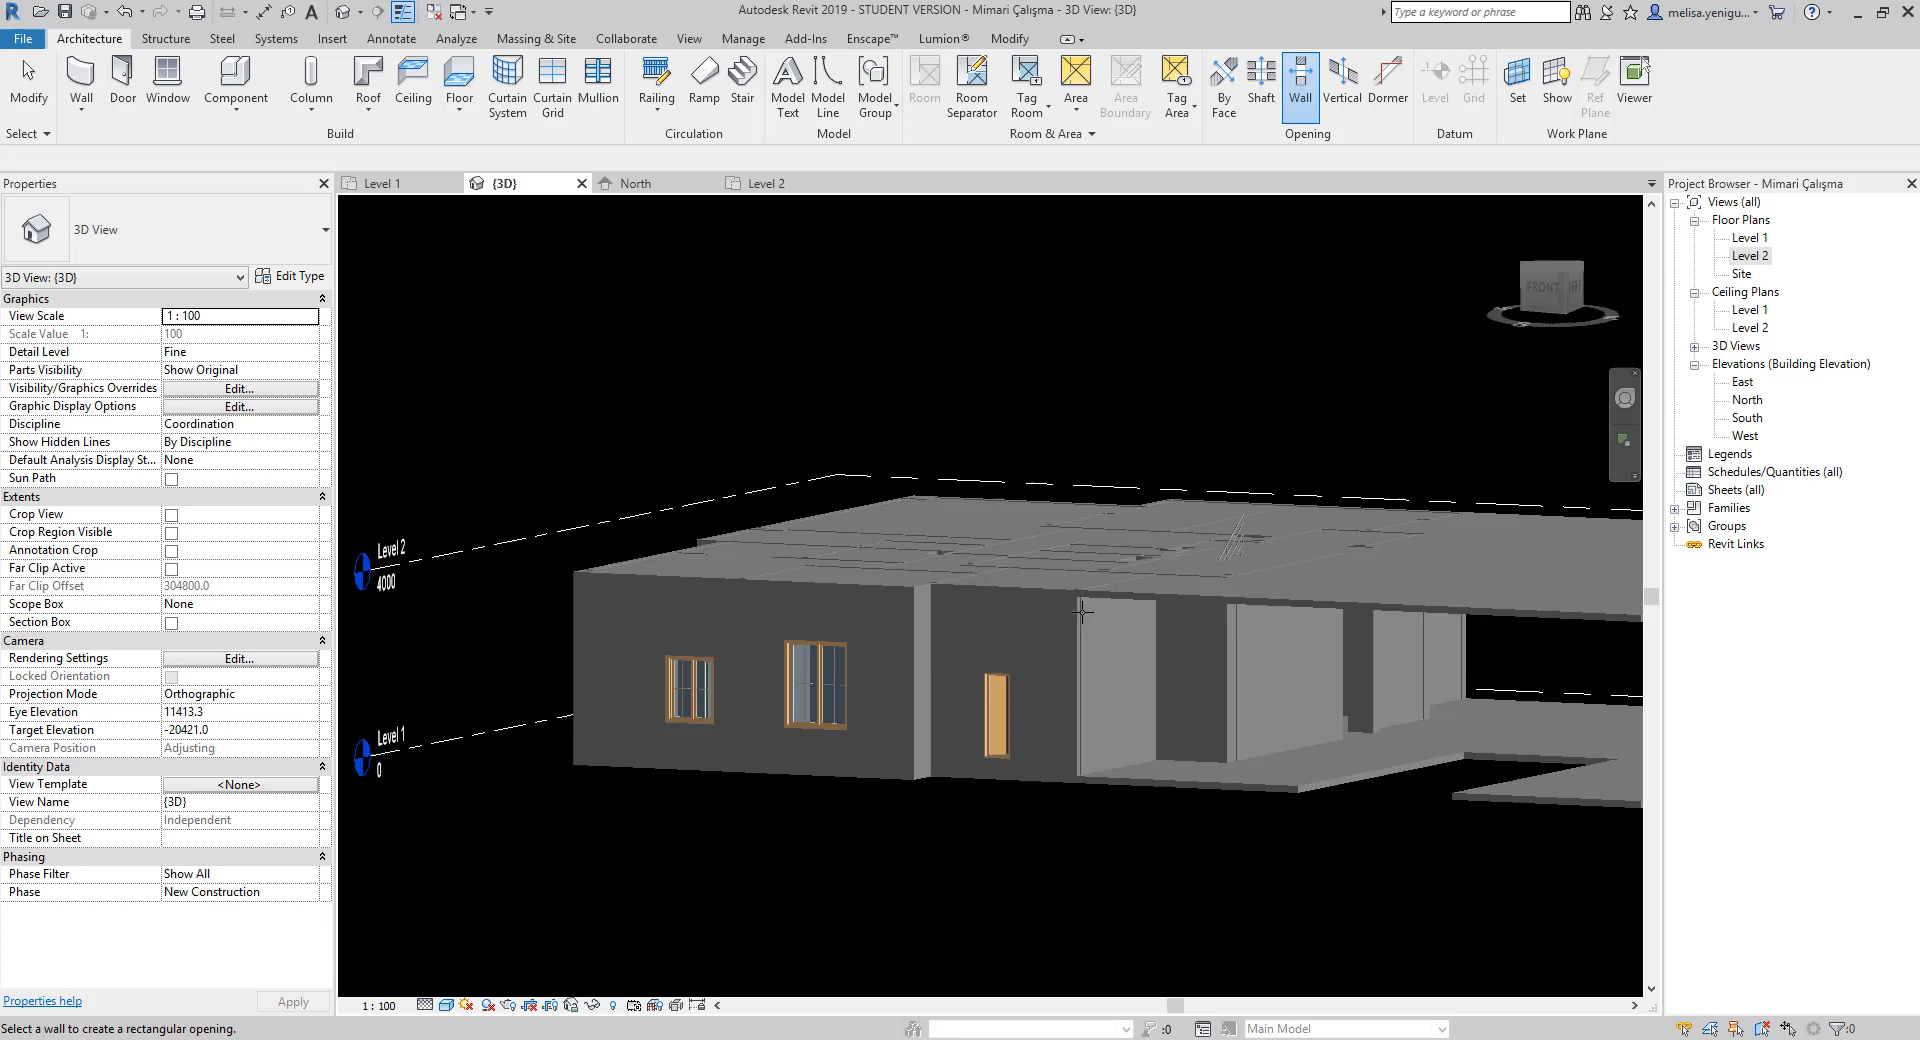 Autodesk Revit 2019 - STUDENT VERSION - Mimari Çalışma - 3D View: {3D}
Type a keyword or phrase
melisa.yenigu...
File Architecture Structure Steel Systems Insert Annotate Analyze Massing & Site Collaborate View Manage Add-Ins Enscape™ Lumion® Modify
Modify
Wall
Door
Window
Component
Column
Roof
Ceiling
Floor
Curtain System
Curtain Grid
Mullion
Railing
Ramp
Stair
Model Text
Model Line
Model Group
Room
Room Separator
Tag Room
Area
Area Boundary
Tag Area
By Face
Shaft
Wall
Vertical
Dormer
Level
Grid
Set
Show
Ref Plane
Viewer
Select
Build
Circulation
Model
Room & Area
Opening
Datum
Work Plane
Properties
Level 1
{3D}
North
Level 2
Project Browser - Mimari Çalışma
3D View
3D View: {3D}
Edit Type
Graphics
View Scale 1 : 100
Scale Value 1: 100
Detail Level Fine
Parts Visibility Show Original
Visibility/Graphics Overrides Edit...
Graphic Display Options Edit...
Discipline Coordination
Show Hidden Lines By Discipline
Default Analysis Display St... None
Sun Path
Extents
Crop View
Crop Region Visible
Annotation Crop
Far Clip Active
Far Clip Offset 304800.0
Scope Box None
Section Box
Camera
Rendering Settings Edit...
Locked Orientation
Projection Mode Orthographic
Eye Elevation 11413.3
Target Elevation -20421.0
Camera Position Adjusting
Identity Data
View Template <None>
View Name {3D}
Dependency Independent
Title on Sheet
Phasing
Phase Filter Show All
Phase New Construction
Properties help
Apply
FRONT
Level 2
4000
Level 1
0
Views (all)
Floor Plans
Level 1
Level 2
Site
Ceiling Plans
Level 1
Level 2
3D Views
Elevations (Building Elevation)
East
North
South
West
Legends
Schedules/Quantities (all)
Sheets (all)
Families
Groups
Revit Links
1 : 100
Select a wall to create a rectangular opening.
:0
Main Model
:0